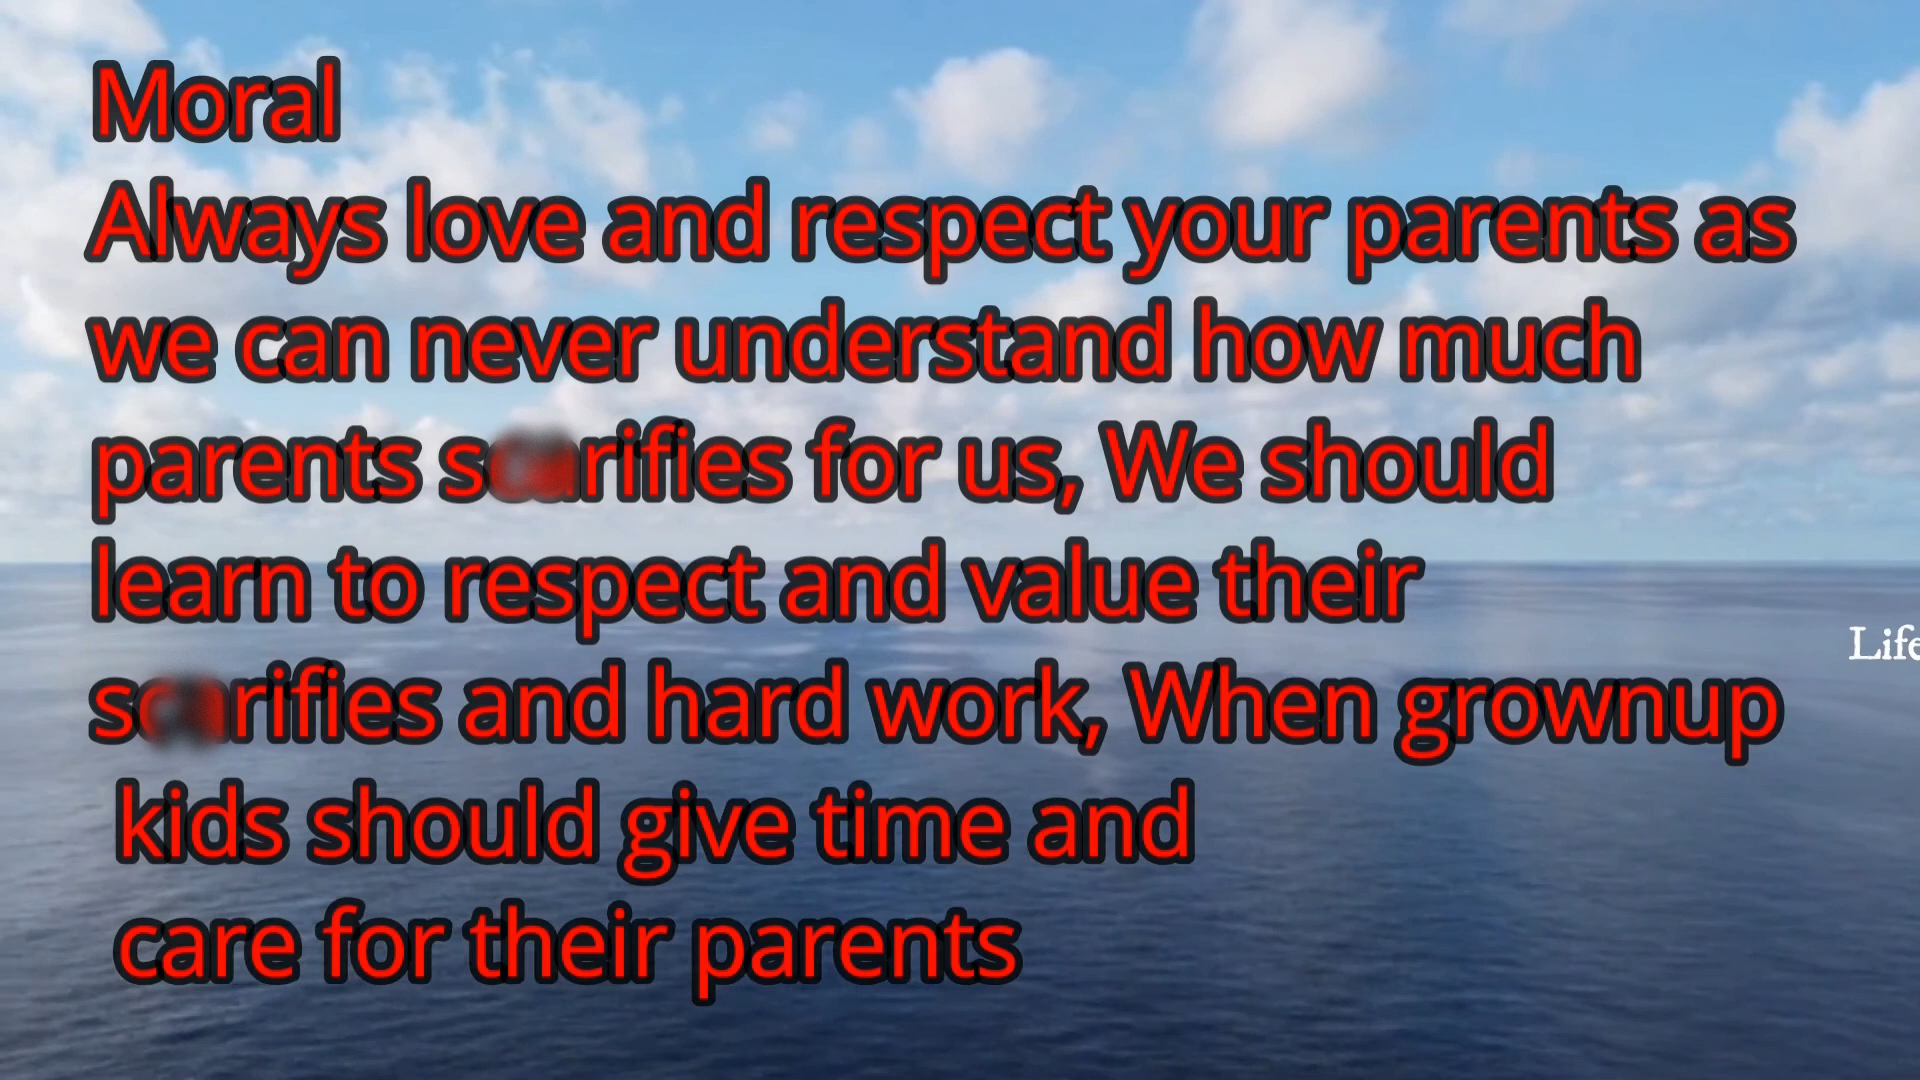 Moral
Always love and respect your parents as
we can never understand how much
parents for us, We should
learn to respect and value their
and hard work, When grownup
kids should give time and
care for their parents
Life